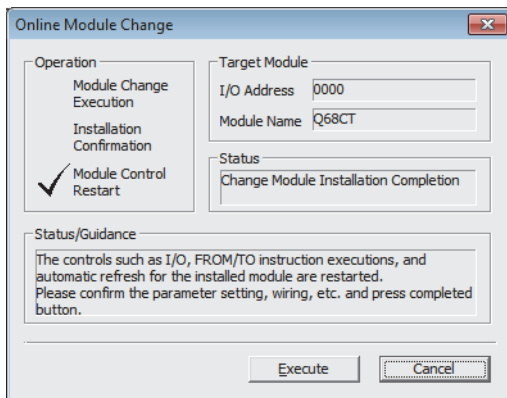 Online Module Change
Operation
Module Change
Execution
Installation
Confirmation
Module Control
Restart
Target Module
I/O Address 0000
Module Name Q68CT
Status
Change Module Installation Completion
Status/Guidance
The controls such as I/O, FROM/TO instruction executions, and
automatic refresh for the installed module are restarted.
Please confirm the parameter setting, wiring, etc. and press completed
button.
Execute
Cancel